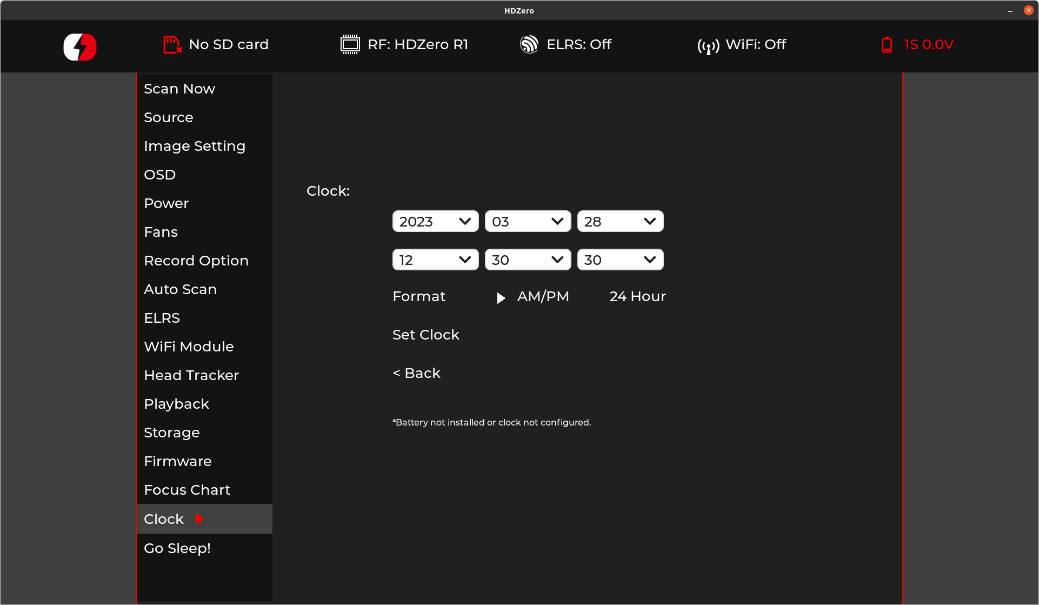 HDZero
No SD card RF: HDZero R1 ELRS: Off WiFi: Off 1S 0.0V
Scan Now
Source
Image Setting
OSD
Power
Fans
Record Option
Auto Scan
ELRS
WiFi Module
Head Tracker
Playback
Storage
Firmware
Focus Chart
Clock
Go Sleep!
Clock:
2023 03 28
12 30 30
Format AM/PM 24 Hour
Set Clock
< Back
*Battery not installed or clock not configured.